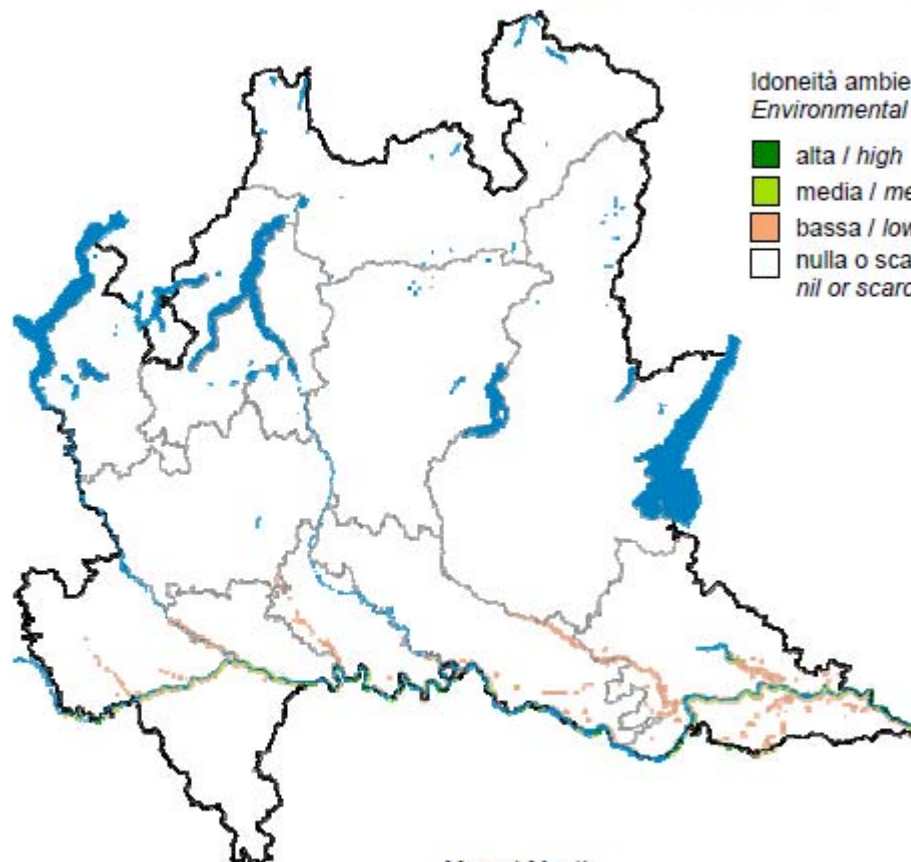 Idoneità ambie
Environmental
alta / high
media / me
bassa / low
nulla o sca
nil or scarc